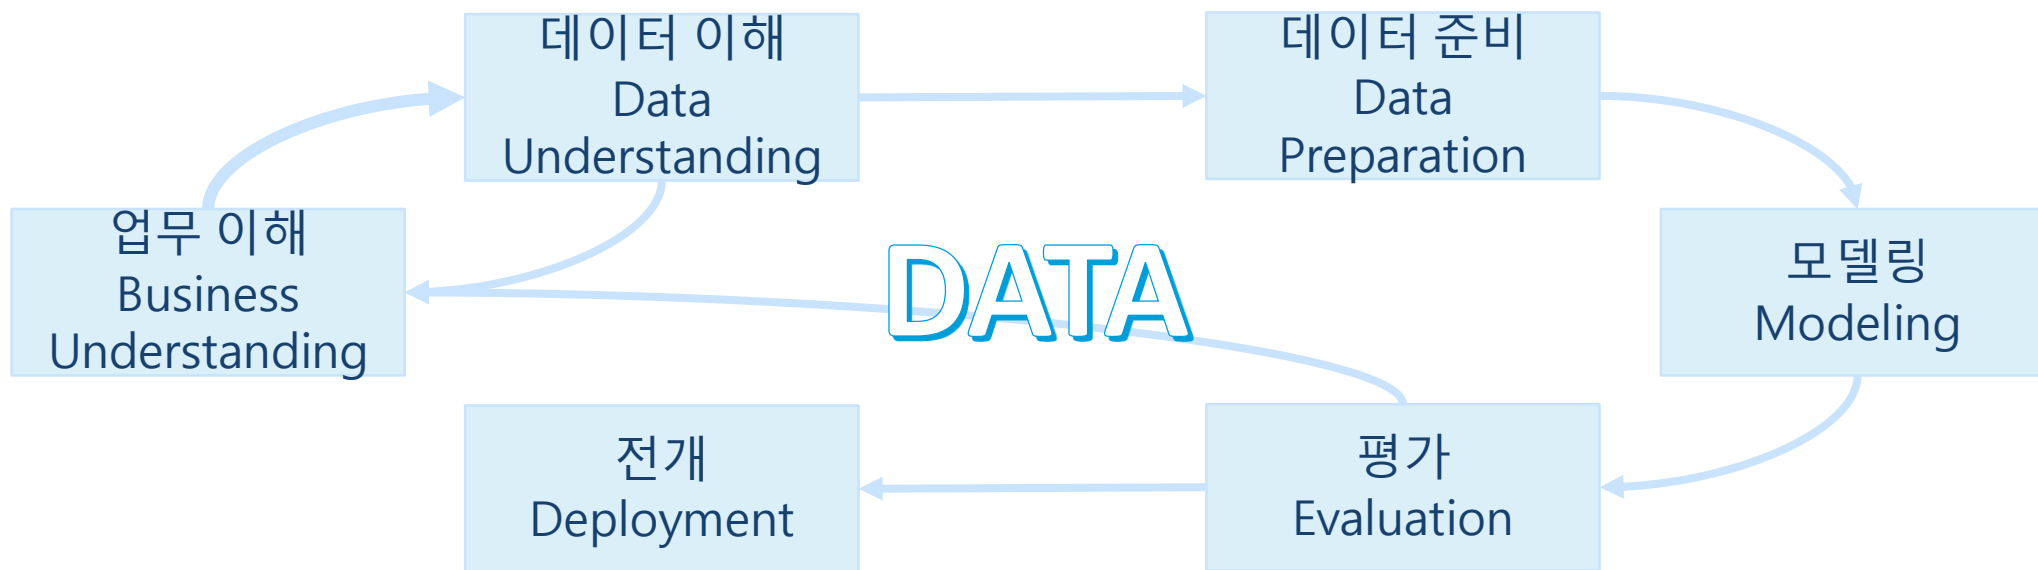 데이터 이해
Data
Understanding
데이터 준비
Data
Preparation
업무 이해
Business
Understanding
DATA
모델링
Modeling
전개
Deployment
평가
Evaluation